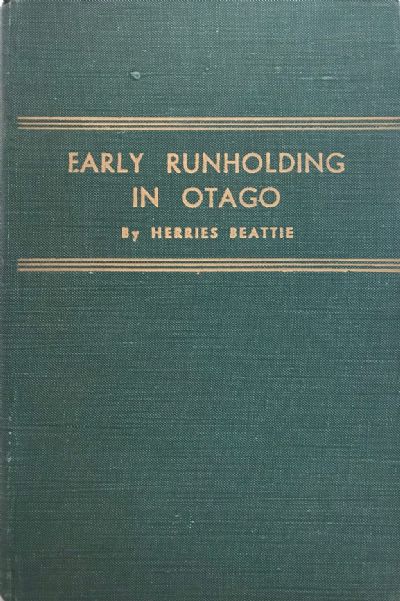 EARLY RUNHOLDING
IN OTAGO
By HERRIES BEATTIE